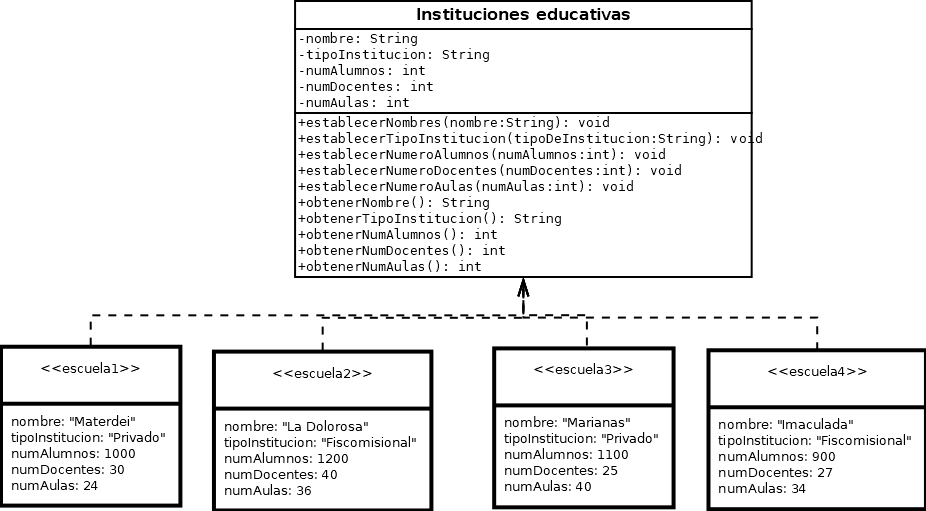 Instituciones educativas
-nombre: String
-tipoInstitucion: String
-numAlumnos: int
-numDocentes: int
-numAulas: int
+establecerNombres(nombre:String): void
+establecerTipoInstitucion(tipoDeInstitucion:String): void
+establecerNumeroAlumnos(numAlumnos:int): void
+establecerNumeroDocentes(numDocentes:int): void
+establecerNumeroAulas(numAulas:int): void
+obtenerNombre(): String
+obtenerTipoInstitucion(): String
+obtenerNumAlumnos(): int
+obtenerNumDocentes(): int
+obtenerNumAulas(): int
<<escuela1>>
nombre: "Materdei"
tipoInstitucion: "Privado"
numAlumnos: 1000
numDocentes: 30
numAulas: 24
<<escuela2>>
nombre: "La Dolorosa"
tipoInstitucion: "Fiscomisional"
numAlumnos: 1200
numDocentes: 40
numAulas: 36
<<escuela3>>
nombre: "Marianas"
tipoInstitucion: "Privado"
numAlumnos: 1100
numDocentes: 25
numAulas: 40
<<escuela4>>
nombre: "Imaculada"
tipoInstitucion: "Fiscomisional"
numAlumnos: 900
numDocentes: 27
numAulas: 34